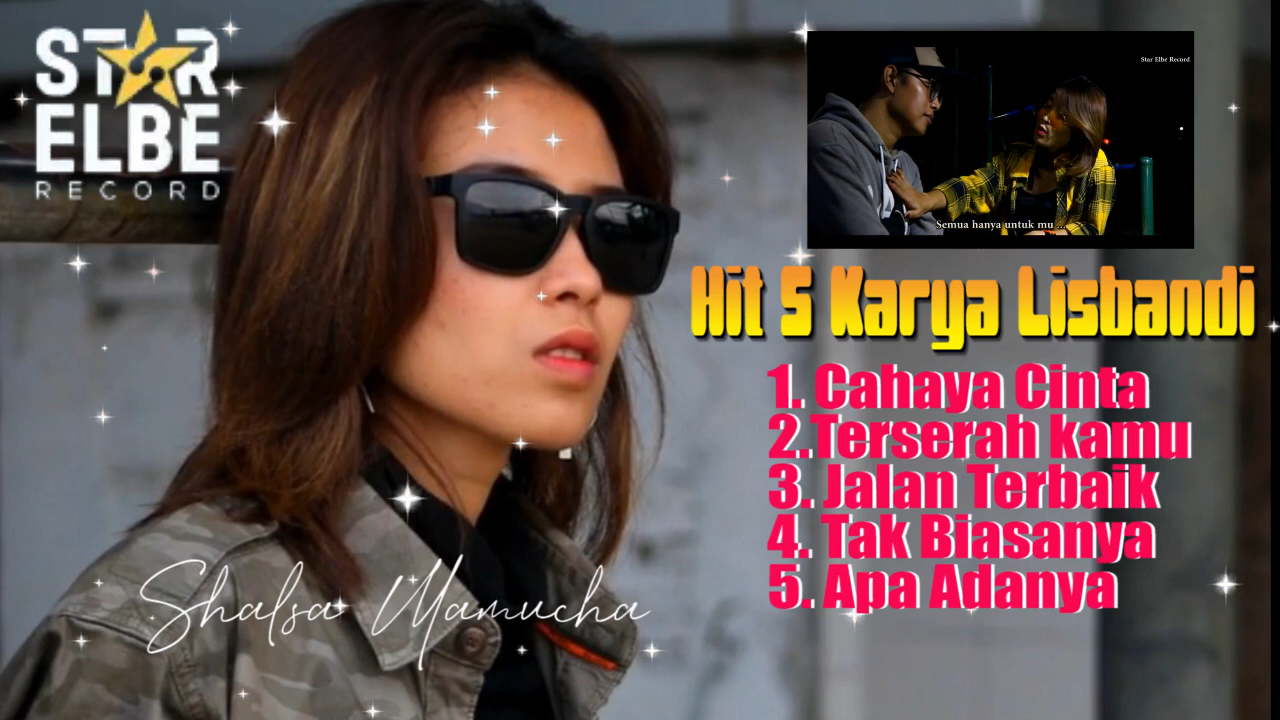 STAR
ELBE
RECORD
Star Elbe Record
Semua hanya untuk mu ...
Hit 5 Karya Lisbandi
1. Cahaya Cinta
2.Terserah kamu
3. Jalan Terbaik
4. Tak Biasanya
5. Apa Adanya
Shalsa Mamucha